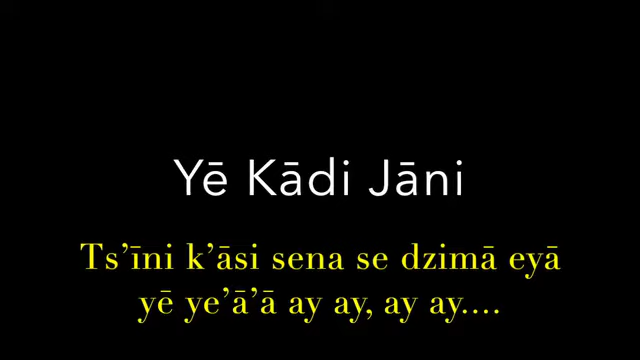 Yē Kādi Jāni
Ts’īni k’āsi sena se dzimā eyā
yē ye’ā’ā ay ay, ay ay....